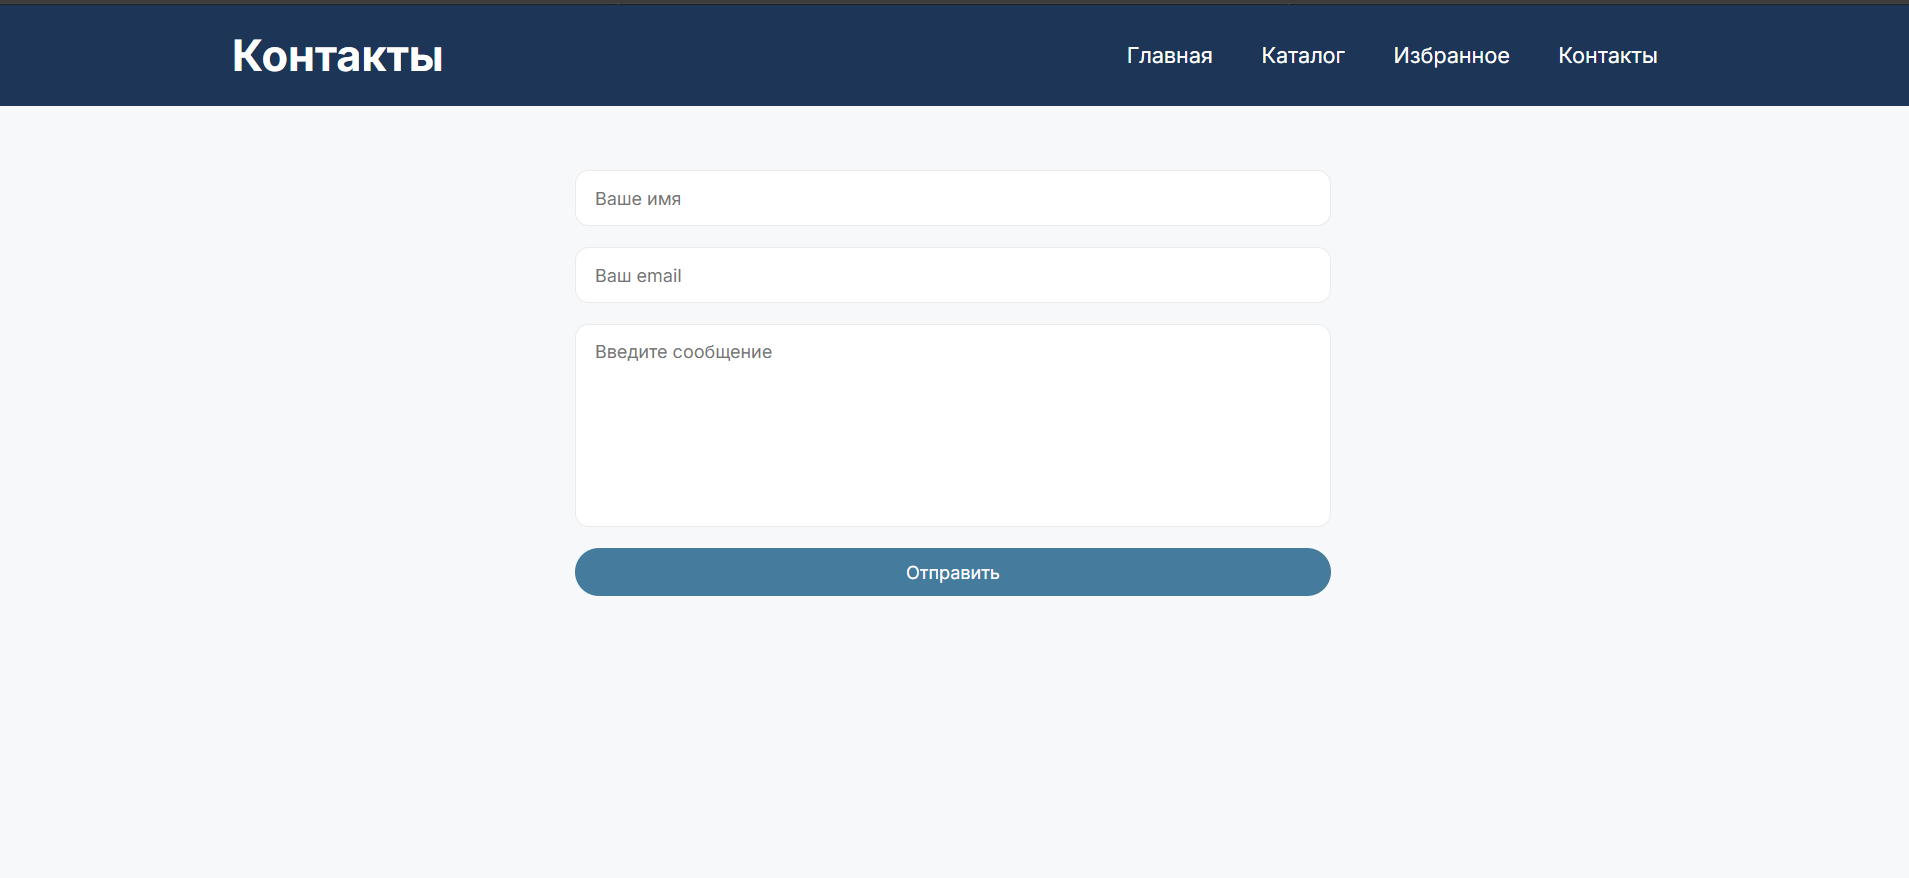 Контакты
Главная Каталог Избранное Контакты
Ваше имя
Ваш email
Введите сообщение
Отправить